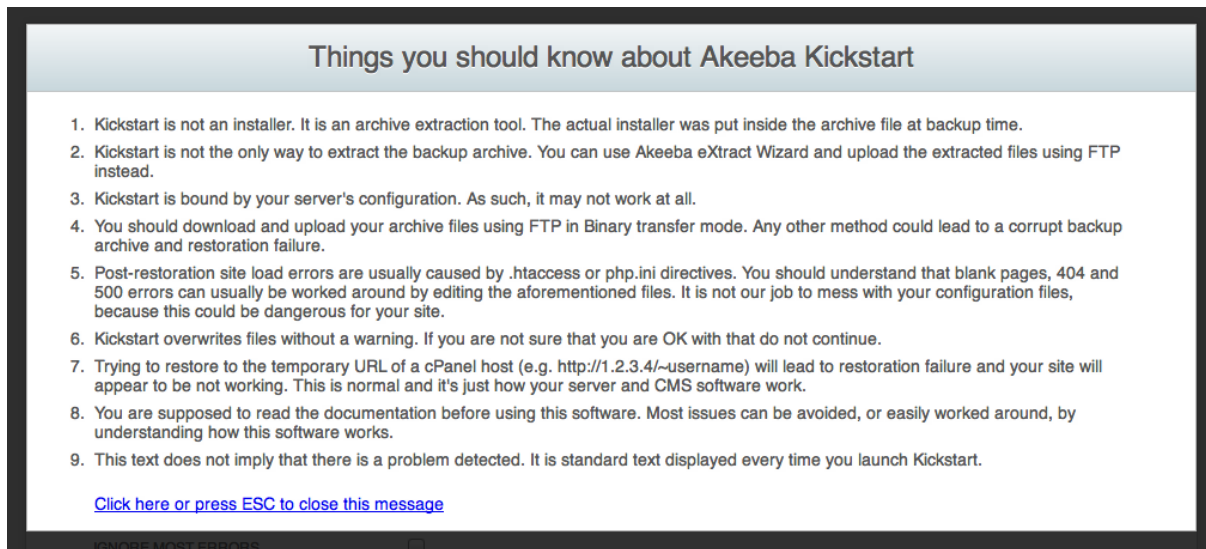 Things you should know about Akeeba Kickstart
1. Kickstart is not an installer. It is an archive extraction tool. The actual installer was put inside the archive file at backup time.
2. Kickstart is not the only way to extract the backup archive. You can use Akeeba eXtract Wizard and upload the extracted files using FTP
instead.
3. Kickstart is bound by your server's configuration. As such, it may not work at all.
4. You should download and upload your archive files using FTP in Binary transfer mode. Any other method could lead to a corrupt backup
archive and restoration failure.
5. Post-restoration site load errors are usually caused by .htaccess or php.ini directives. You should understand that blank pages, 404 and
500 errors can usually be worked around by editing the aforementioned files. It is not our job to mess with your configuration files,
because this could be dangerous for your site.
6. Kickstart overwrites files without a warning. If you are not sure that you are OK with that do not continue.
7. Trying to restore to the temporary URL of a cPanel host (e.g. http://1.2.3.4/~username) will lead to restoration failure and your site will
appear to be not working. This is normal and it's just how your server and CMS software work.
8. You are supposed to read the documentation before using this software. Most issues can be avoided, or easily worked around, by
understanding how this software works.
9. This text does not imply that there is a problem detected. It is standard text displayed every time you launch Kickstart.
Click here or press ESC to close this message
IGNORE MOST ERRORS